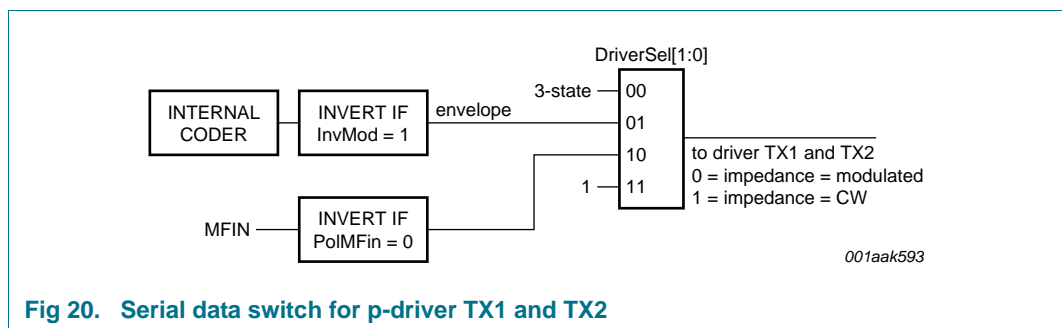 DriverSel[1:0]
3-state
00
INTERNAL
CODER
INVERT IF
InvMod = 1
envelope
01
10
1
11
to driver TX1 and TX2
0 = impedance = modulated
1 = impedance = CW
MFIN
INVERT IF
PolMFin = 0
001aak593
Fig 20. Serial data switch for p-driver TX1 and TX2